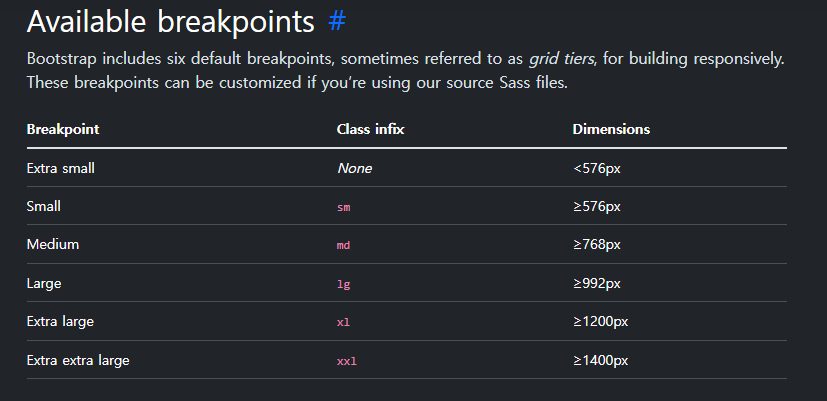 Available breakpoints #
Bootstrap includes six default breakpoints, sometimes referred to as grid tiers, for building responsively.
These breakpoints can be customized if you’re using our source Sass files.
Breakpoint Class infix Dimensions
Extra small None <576px
Small sm ≥576px
Medium md ≥768px
Large lg ≥992px
Extra large xl ≥1200px
Extra extra large xxl ≥1400px